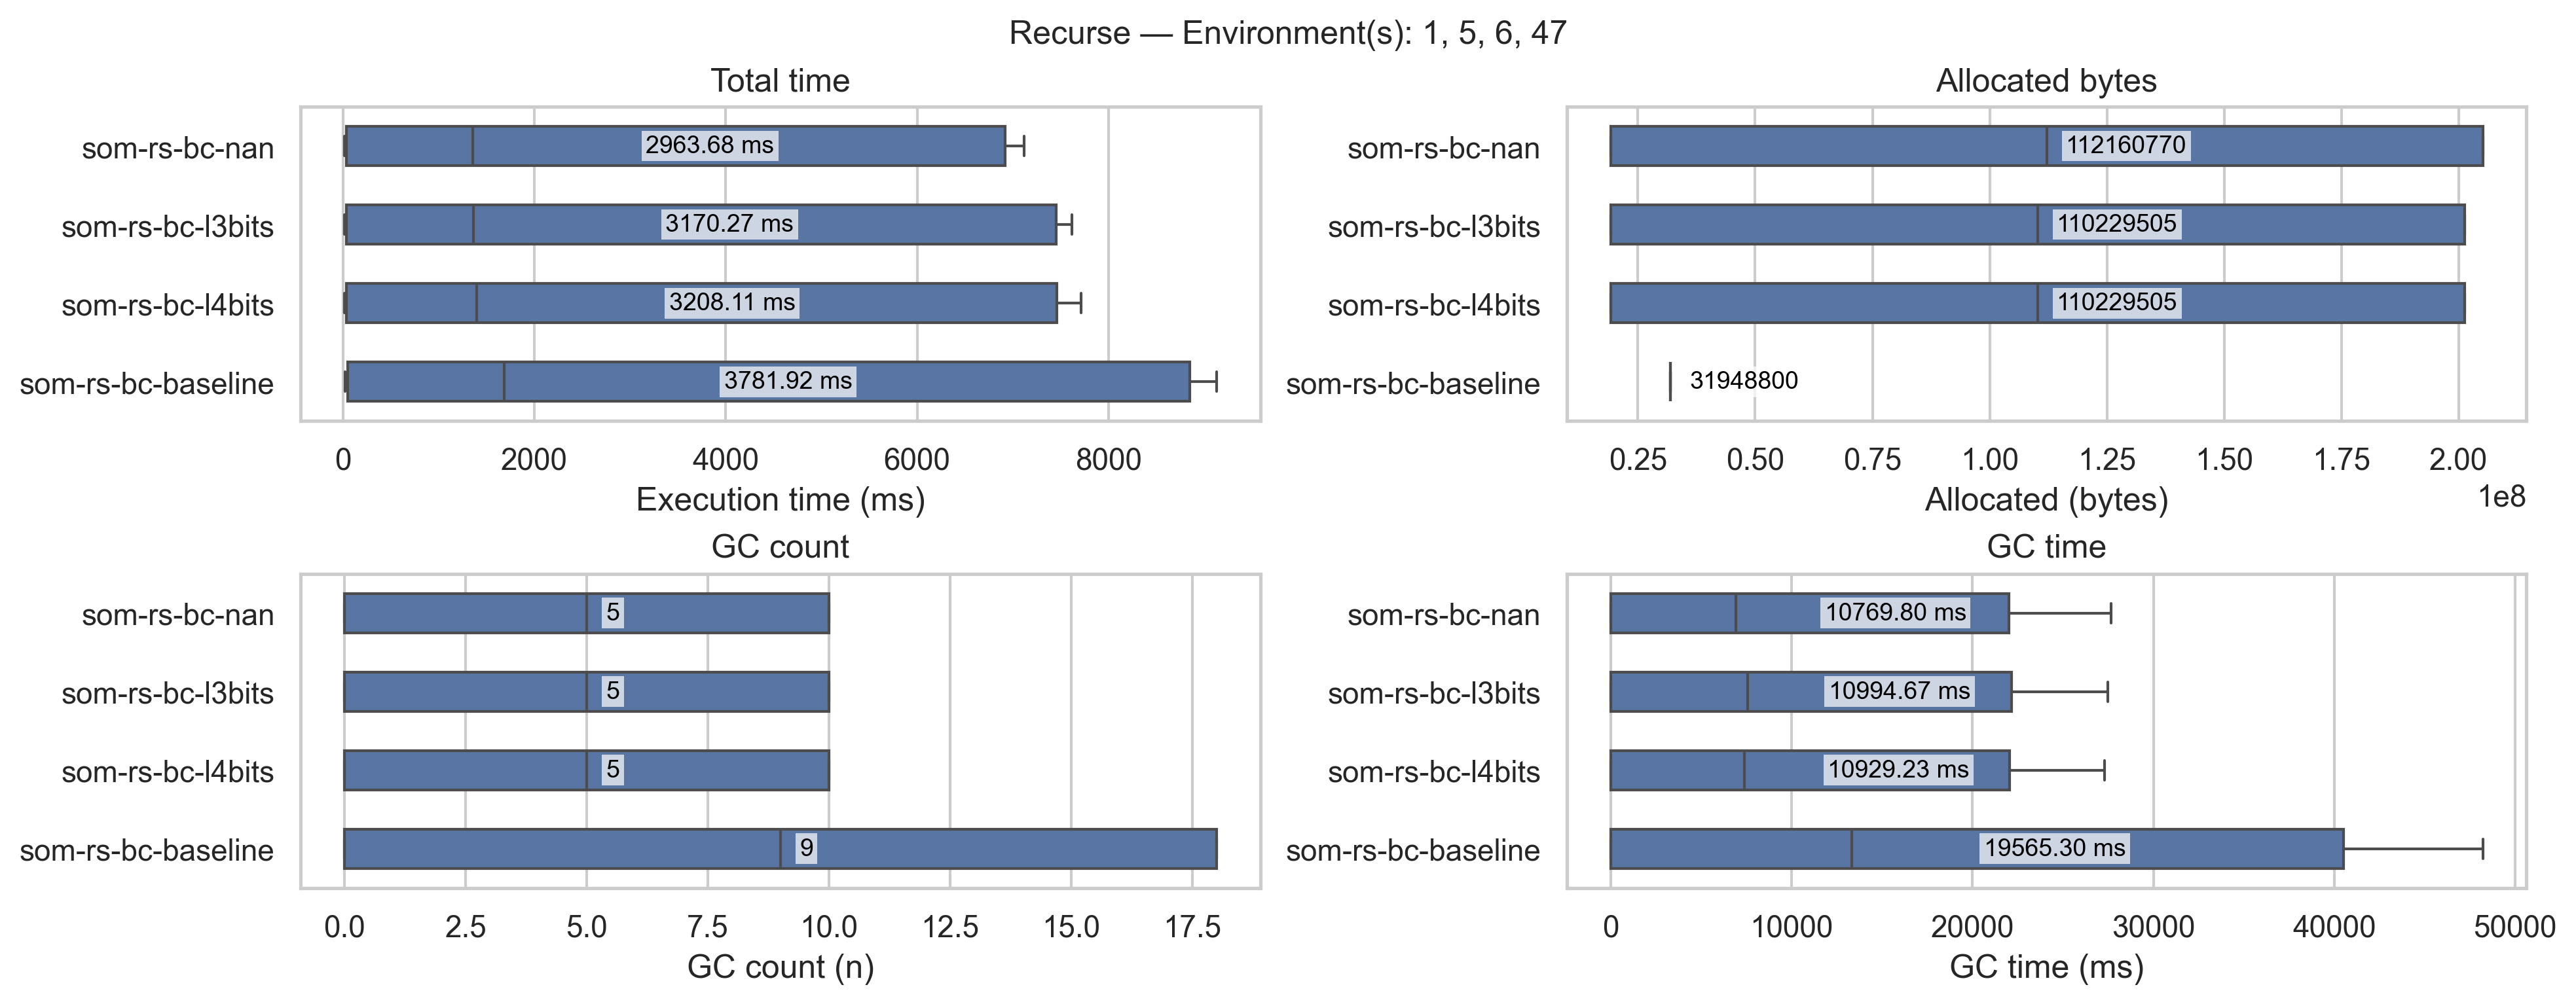 Recurse — Environment(s): 1, 5, 6, 47
Total time
som-rs-bc-nan
2963.68 ms
som-rs-bc-l3bits
3170.27 ms
som-rs-bc-l4bits
3208.11 ms
som-rs-bc-baseline
3781.92 ms
0 2000 4000 6000 8000
Execution time (ms)
Allocated bytes
som-rs-bc-nan
112160770
som-rs-bc-l3bits
110229505
som-rs-bc-l4bits
110229505
som-rs-bc-baseline
31948800
0.25 0.50 0.75 1.00 1.25 1.50 1.75 2.00
1e8
Allocated (bytes)
GC count
som-rs-bc-nan
5
som-rs-bc-l3bits
5
som-rs-bc-l4bits
5
som-rs-bc-baseline
9
0.0 2.5 5.0 7.5 10.0 12.5 15.0 17.5
GC count (n)
GC time
som-rs-bc-nan
10769.80 ms
som-rs-bc-l3bits
10994.67 ms
som-rs-bc-l4bits
10929.23 ms
som-rs-bc-baseline
19565.30 ms
0 10000 20000 30000 40000 50000
GC time (ms)